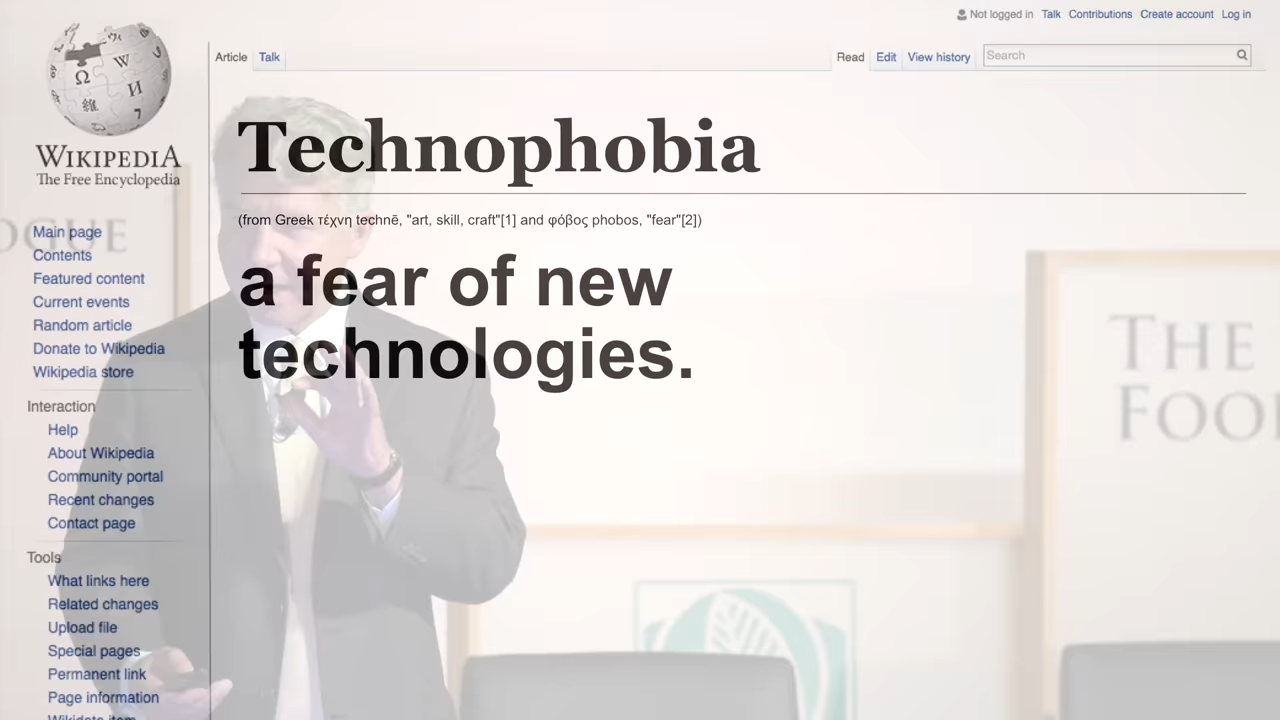 Not logged in Talk Contributions Create account Log in
Article Talk Read Edit View history Search
WIKIPEDIA
The Free Encyclopedia
Technophobia
(from Greek τέχνη technē, "art, skill, craft"[1] and φόβος phobos, "fear"[2])
a fear of new
technologies.
Main page
Contents
Featured content
Current events
Random article
Donate to Wikipedia
Wikipedia store
Interaction
Help
About Wikipedia
Community portal
Recent changes
Contact page
Tools
What links here
Related changes
Upload file
Special pages
Permanent link
Page information
Wikidata item
OGUE
THE
FOO